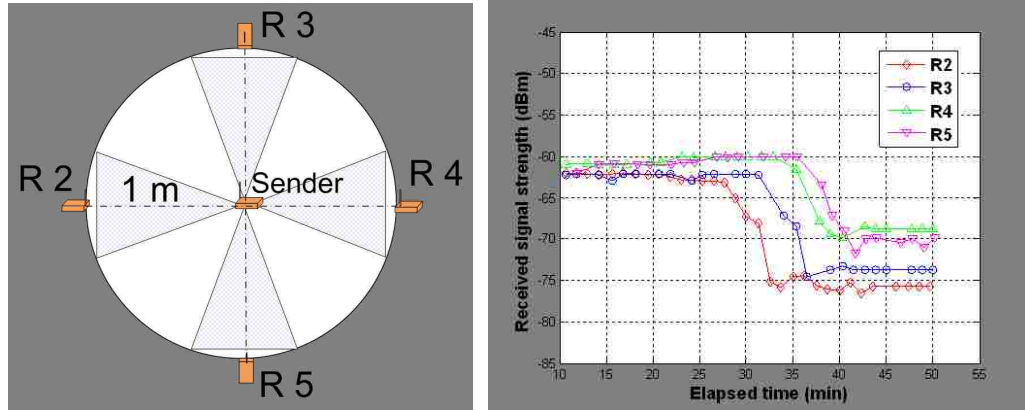 R 3
R 2
1 m
Sender
R 4
R 5
Received signal strength (dBm)
-45
-50
-55
-60
-65
-70
-75
-80
-85
R2
R3
R4
R5
10 15 20 25 30 35 40 45 50 55
Elapsed time (min)